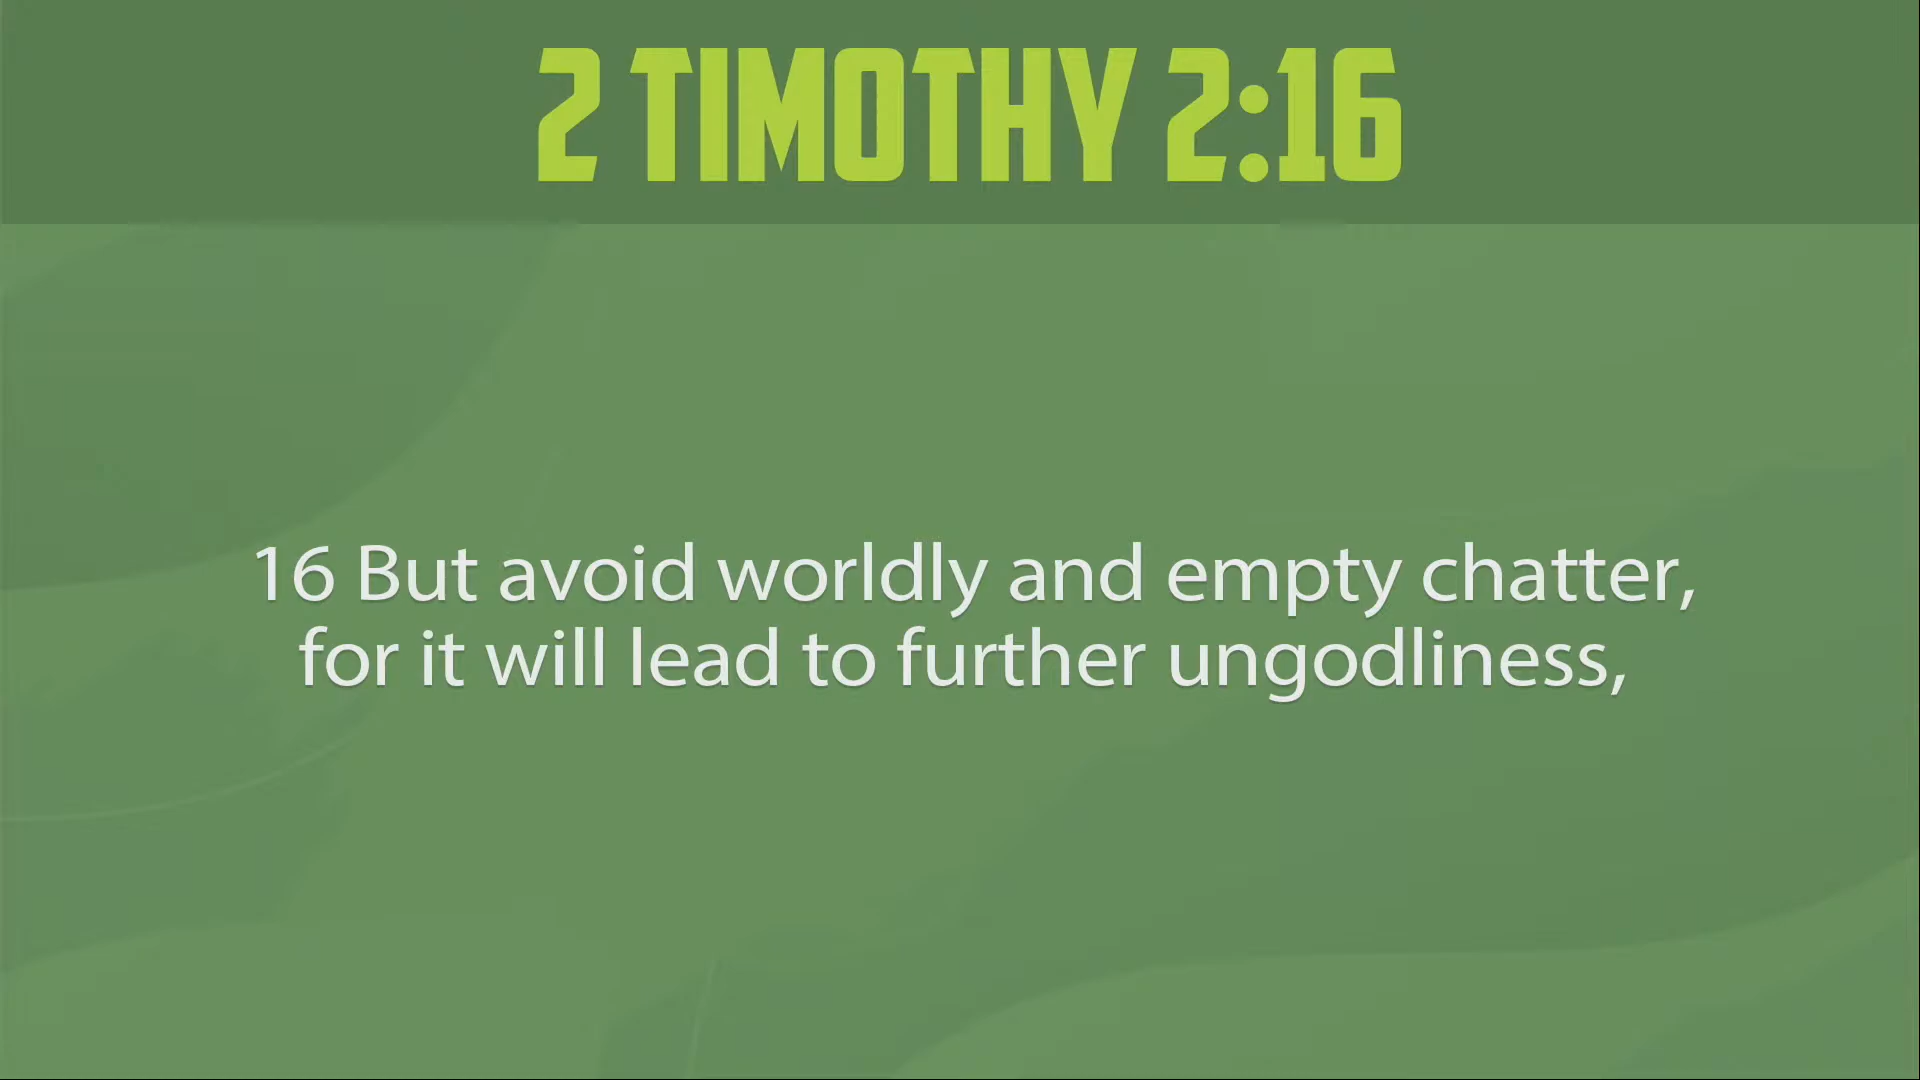 2 TIMOTHY 2:16
16 But avoid worldly and empty chatter,
for it will lead to further ungodliness,